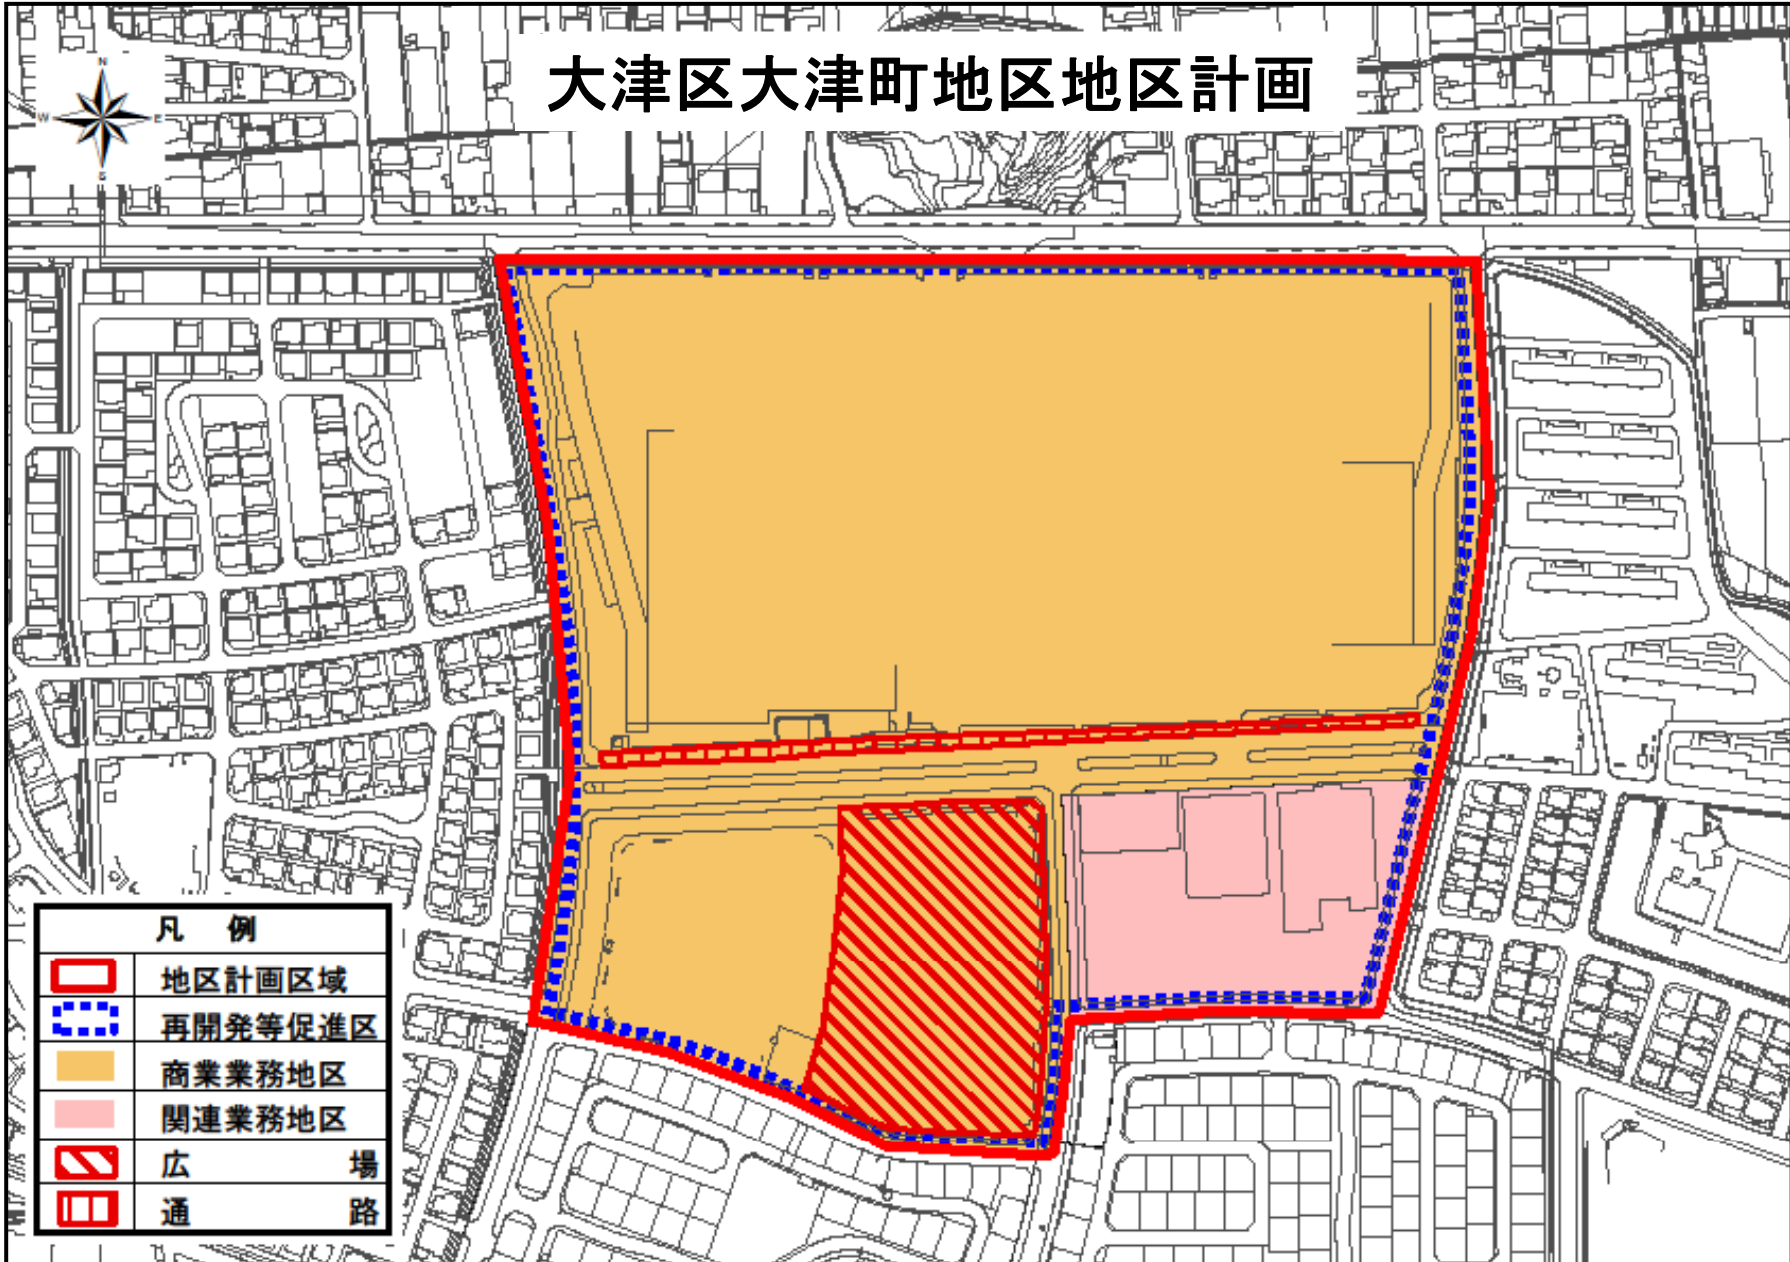 大津区大津町地区地区計画
N
W E
S
凡 例
地区計画区域
再開発等促進区
商業業務地区
関連業務地区
広 場
通 路